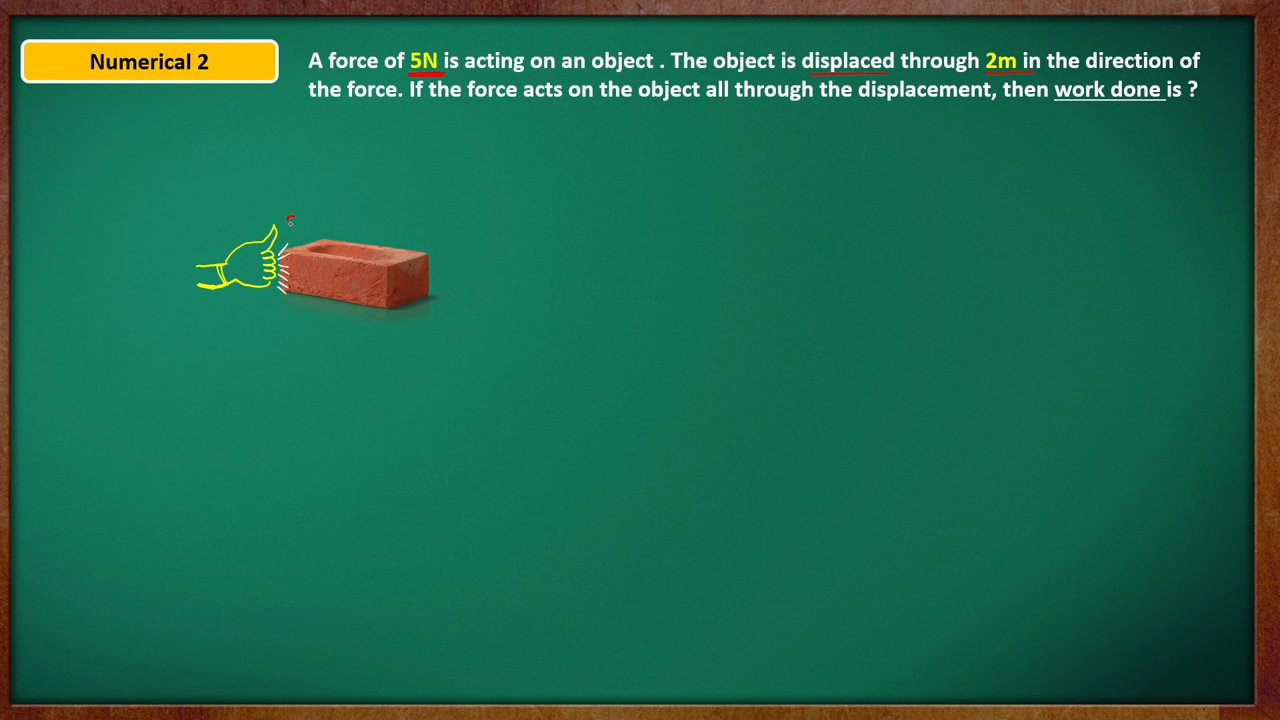 Numerical 2
A force of 5N is acting on an object . The object is displaced through 2m in the direction of
the force. If the force acts on the object all through the displacement, then work done is ?